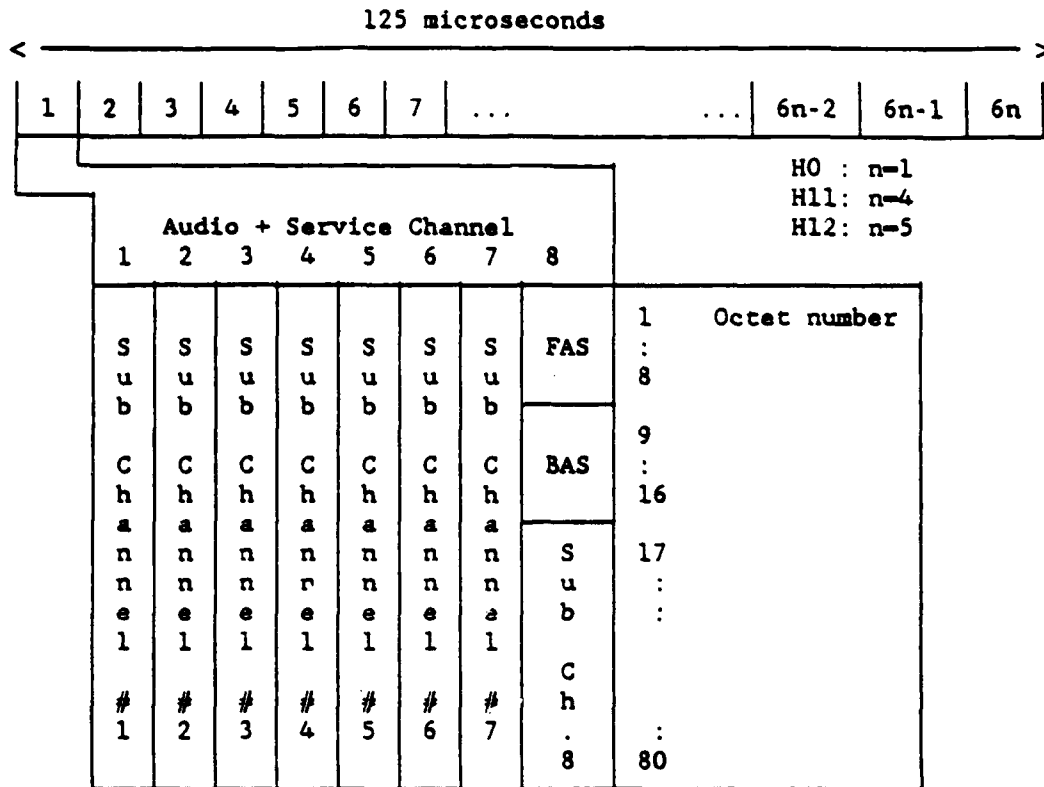 125 microseconds
< >
1 2 3 4 5 6 7 ... ... 6n-2 6n-1 6n
H0 : n=1
H11: n=4
H12: n=5
Audio + Service Channel
1 2 3 4 5 6 7 8
1 Octet number
S S S S S S S FAS :
u u u u u u u 8
b b b b b b b
9
C C C C C C C BAS :
h h h h h h h 16
a a a a a a a
n n n n n n n S 17
n n n n n n n u :
e e e e e e e b :
l l l l l l l
C
# # # # # # # h
1 2 3 4 5 6 7 . :
8 80